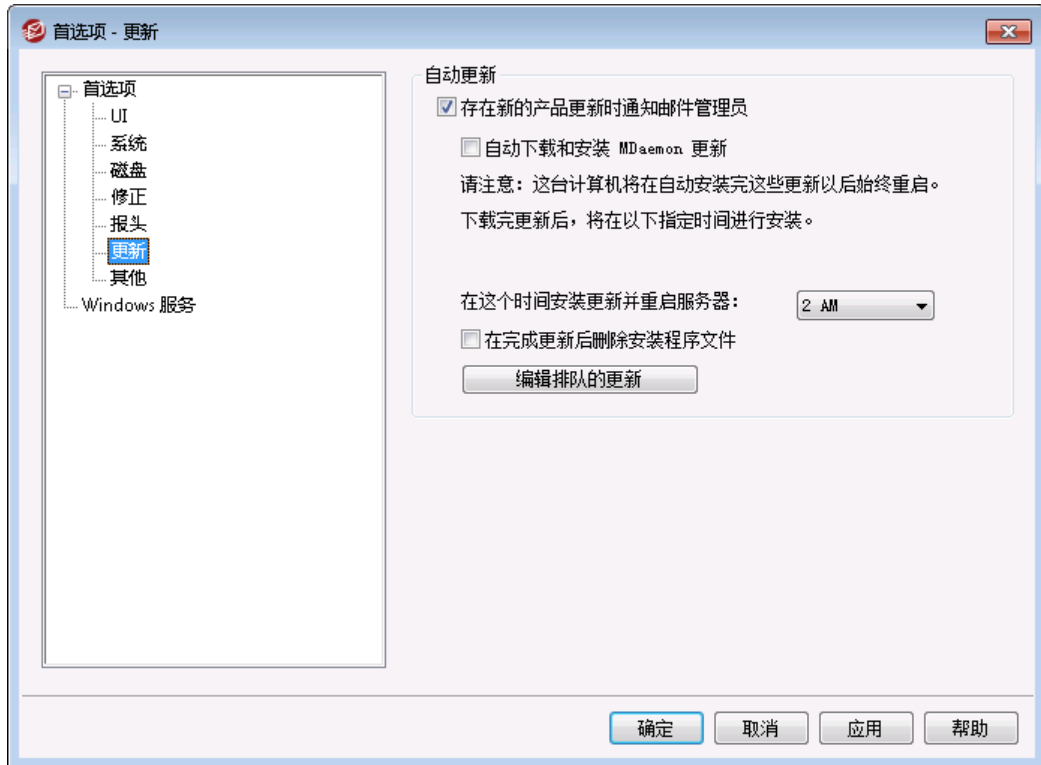 首选项 - 更新
首选项
UI
系统
磁盘
修正
报头
更新
其他
Windows 服务
自动更新
存在新的产品更新时通知邮件管理员
自动下载和安装 MDaemon 更新
请注意：这台计算机将在自动安装完这些更新以后始终重启。
下载完更新后，将在以下指定时间进行安装。
在这个时间安装更新并重启服务器：
2 AM
在完成更新后删除安装程序文件
编辑排队的更新
确定
取消
应用
帮助